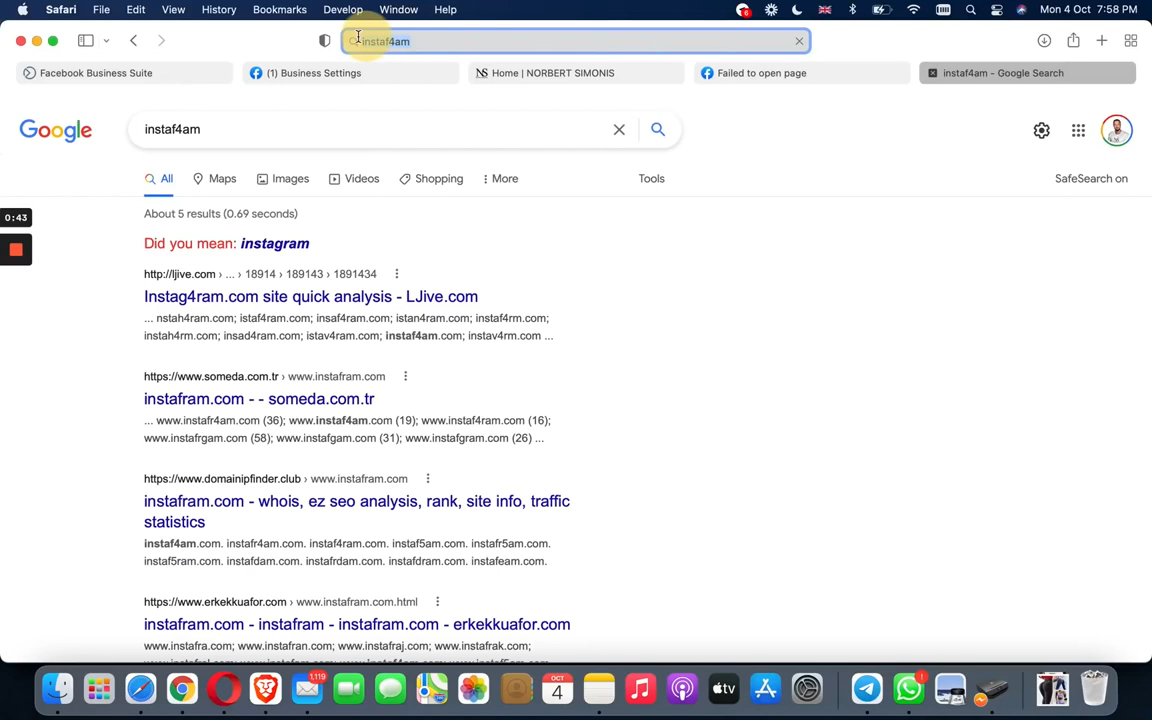 Safari File Edit View History Bookmarks Develop Window Help
6
Mon 4 Oct 7:58 PM
instaf4am
Facebook Business Suite
(1) Business Settings
Home | NORBERT SIMONIS
Failed to open page
instaf4am - Google Search
Google
instaf4am
All Maps Images Videos Shopping More Tools SafeSearch on
0:43
About 5 results (0.69 seconds)
Did you mean: instagram
http://ljive.com › ... › 18914 › 189143 › 1891434
Instag4ram.com site quick analysis - LJive.com
... nstah4ram.com; istaf4ram.com; insaf4ram.com; istan4ram.com; instaf4rm.com;
instah4rm.com; insad4ram.com; istav4ram.com; instaf4am.com; instav4rm.com ...
https://www.someda.com.tr › www.instafram.com
instafram.com - - someda.com.tr
... www.instafr4am.com (36); www.instaf4am.com (19); www.instaf4ram.com (16);
www.instafrgam.com (58); www.instafgam.com (31); www.instafgram.com (26) ...
https://www.domainipfinder.club › www.instafram.com
instafram.com - whois, ez seo analysis, rank, site info, traffic
statistics
instaf4am.com. instafr4am.com. instaf4ram.com. instaf5am.com. instafr5am.com.
instaf5ram.com. instafdam.com. instafrdam.com. instafdram.com. instafeam.com.
https://www.erkekkuafor.com › www.instafram.com.html
instafram.com - instafran - instafram.com - erkekkuafor.com
www.instafra.com; www.instafram.com; www.instafraj.com; www.instafrak.com;
1,119
OCT
4
tv